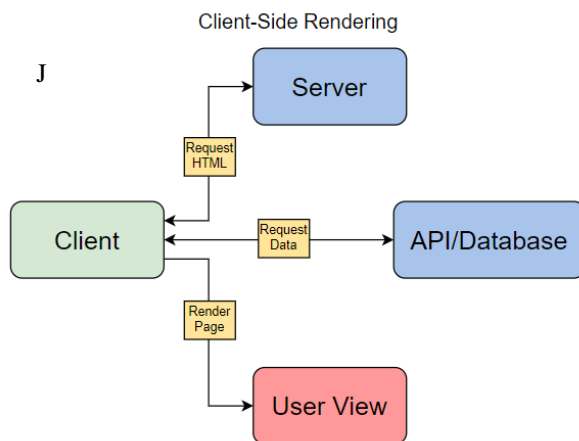 Client-Side Rendering
J
Server
Request
HTML
Client
Request
Data
API/Database
Render
Page
User View